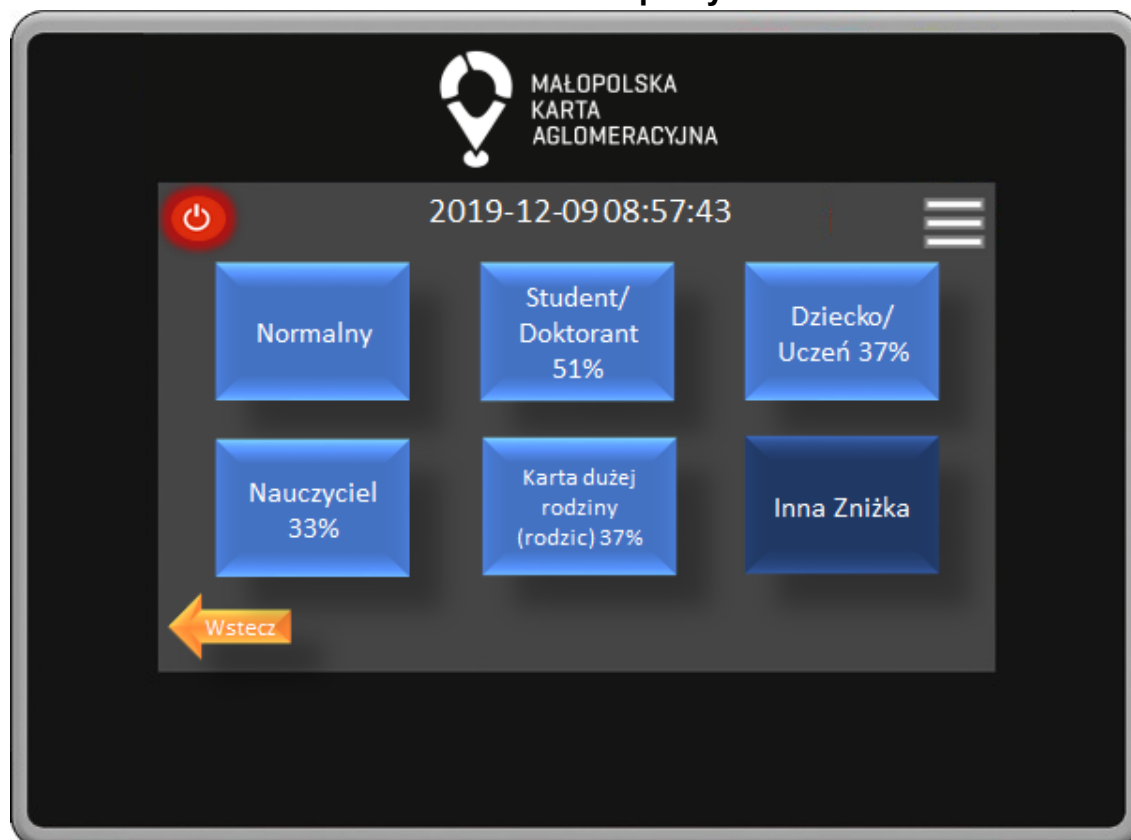 MAŁOPOLSKA
KARTA
AGLOMERACYJNA
2019-12-09 08:57:43
Normalny
Student/
Doktorant
51%
Dziecko/
Uczeń 37%
Nauczyciel
33%
Karta dużej
rodziny
(rodzic) 37%
Inna Zniżka
Wstecz